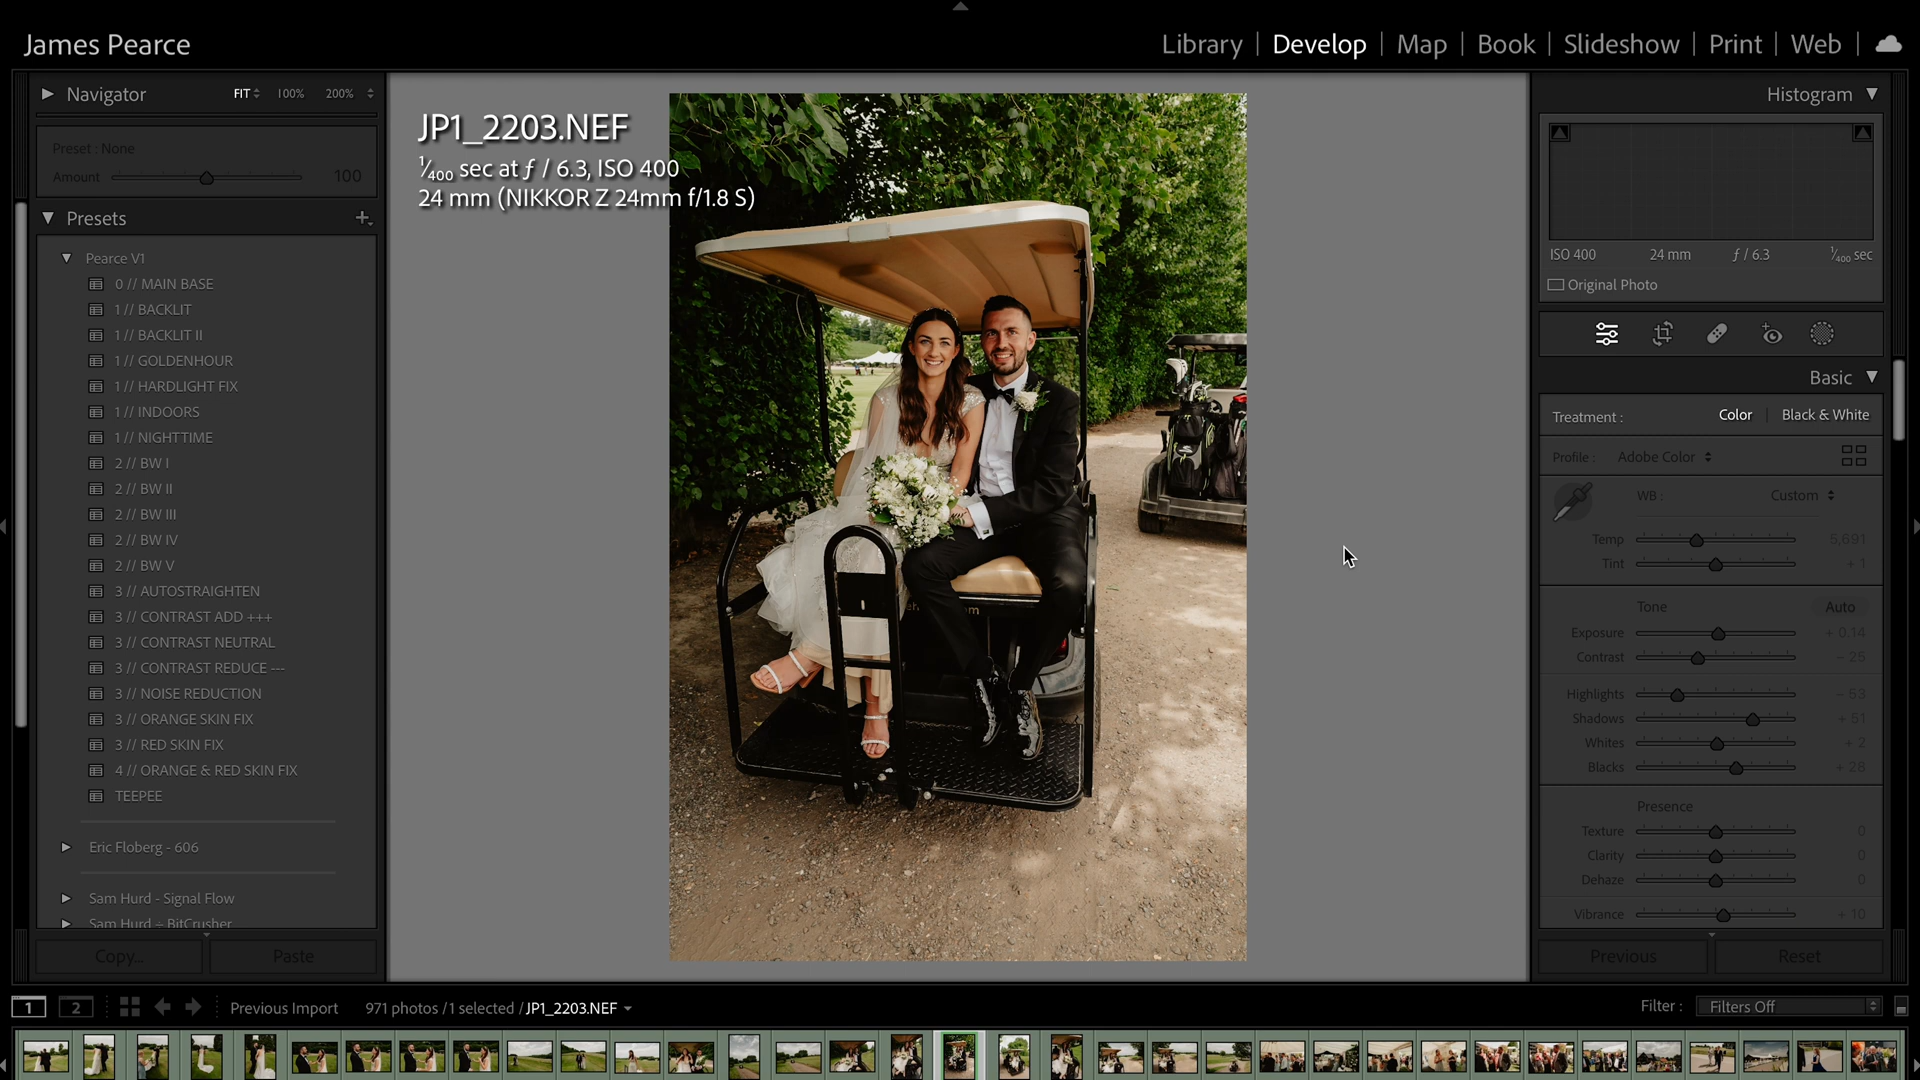 James Pearce
Library | Develop | Map | Book | Slideshow | Print | Web
Navigator FIT 100% 200%
Preset : None
Amount 100
Presets
Pearce V1
0 // MAIN BASE
1 // BACKLIT
1 // BACKLIT II
1 // GOLDENHOUR
1 // HARDLIGHT FIX
1 // INDOORS
1 // NIGHTTIME
2 // BW I
2 // BW II
2 // BW III
2 // BW IV
2 // BW V
3 // AUTOSTRAIGHTEN
3 // CONTRAST ADD +++
3 // CONTRAST NEUTRAL
3 // CONTRAST REDUCE ---
3 // NOISE REDUCTION
3 // ORANGE SKIN FIX
3 // RED SKIN FIX
4 // ORANGE & RED SKIN FIX
TEEPEE
Eric Floberg - 606
Sam Hurd - Signal Flow
Sam Hurd ÷ BitCrusher
Copy... Paste
JP1_2203.NEF
1/400 sec at ƒ / 6.3, ISO 400
24 mm (NIKKOR Z 24mm f/1.8 S)
Histogram
ISO 400 24 mm ƒ / 6.3 1/400 sec
Original Photo
Basic
Treatment : Color | Black & White
Profile : Adobe Color
WB : Custom
Temp 5,691
Tint + 1
Tone Auto
Exposure + 0.14
Contrast - 25
Highlights - 53
Shadows + 51
Whites + 2
Blacks + 28
Presence
Texture 0
Clarity 0
Dehaze 0
Vibrance + 10
Previous Reset
1 2 Previous Import 971 photos / 1 selected / JP1_2203.NEF Filter : Filters Off